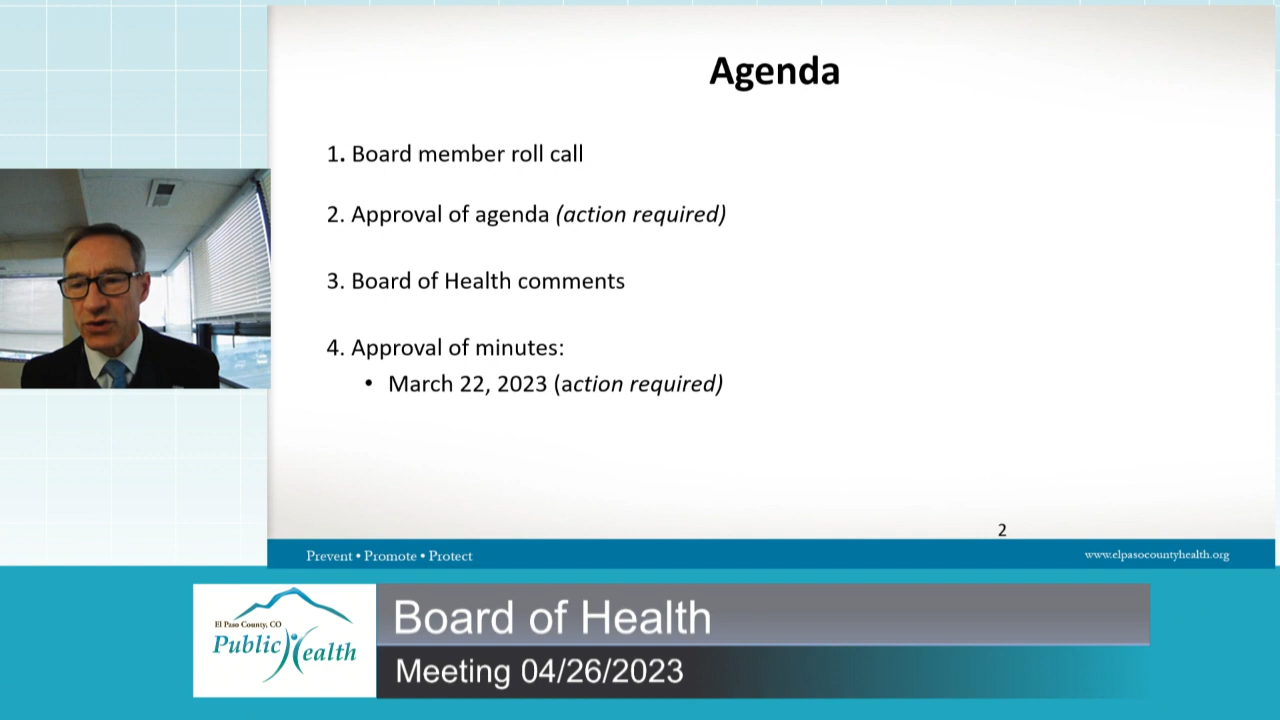 Agenda
1. Board member roll call
2. Approval of agenda (action required)
3. Board of Health comments
4. Approval of minutes:
• March 22, 2023 (action required)
2
Prevent • Promote • Protect
www.elpasocountyhealth.org
El Paso County, CO
Public Health
Board of Health
Meeting 04/26/2023